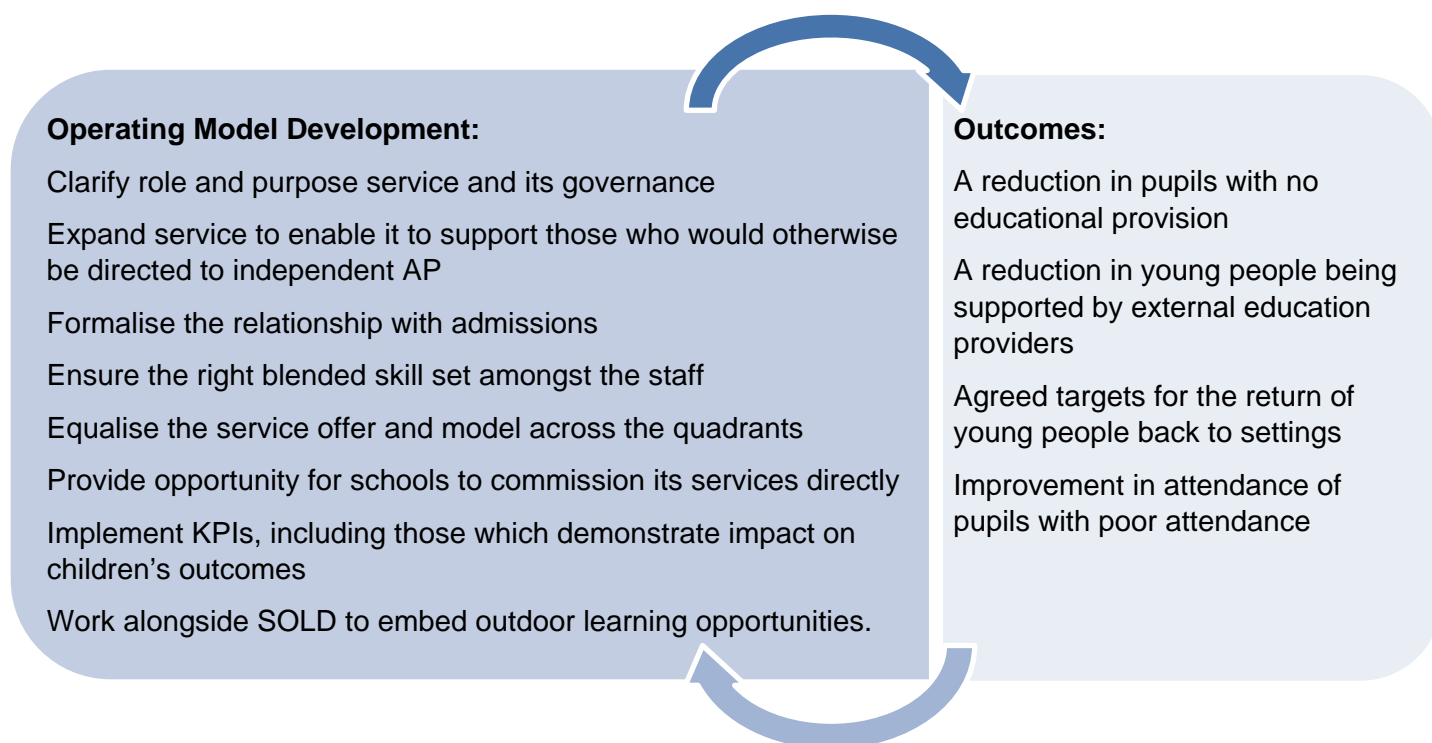 Operating Model Development:
Clarify role and purpose service and its governance
Expand service to enable it to support those who would otherwise
be directed to independent AP
Formalise the relationship with admissions
Ensure the right blended skill set amongst the staff
Equalise the service offer and model across the quadrants
Provide opportunity for schools to commission its services directly
Implement KPIs, including those which demonstrate impact on
children’s outcomes
Work alongside SOLD to embed outdoor learning opportunities.
Outcomes:
A reduction in pupils with no
educational provision
A reduction in young people being
supported by external education
providers
Agreed targets for the return of
young people back to settings
Improvement in attendance of
pupils with poor attendance